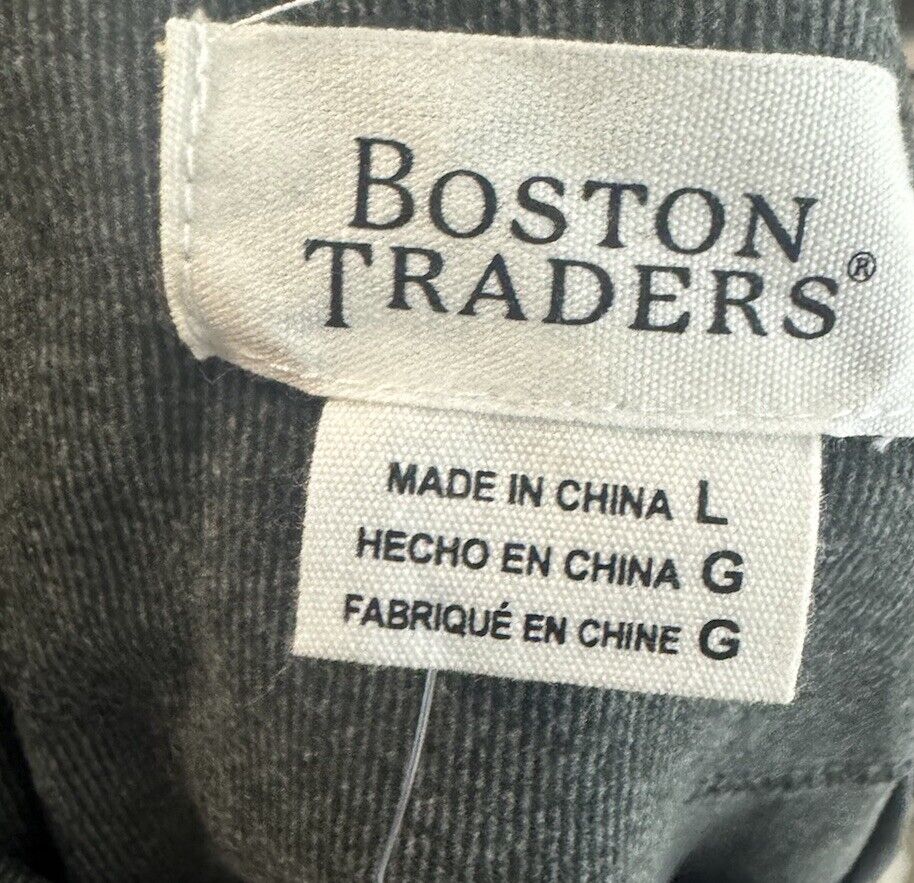 BOSTON
TRADERS®
MADE IN CHINA L
HECHO EN CHINA G
FABRIQUÉ EN CHINE G